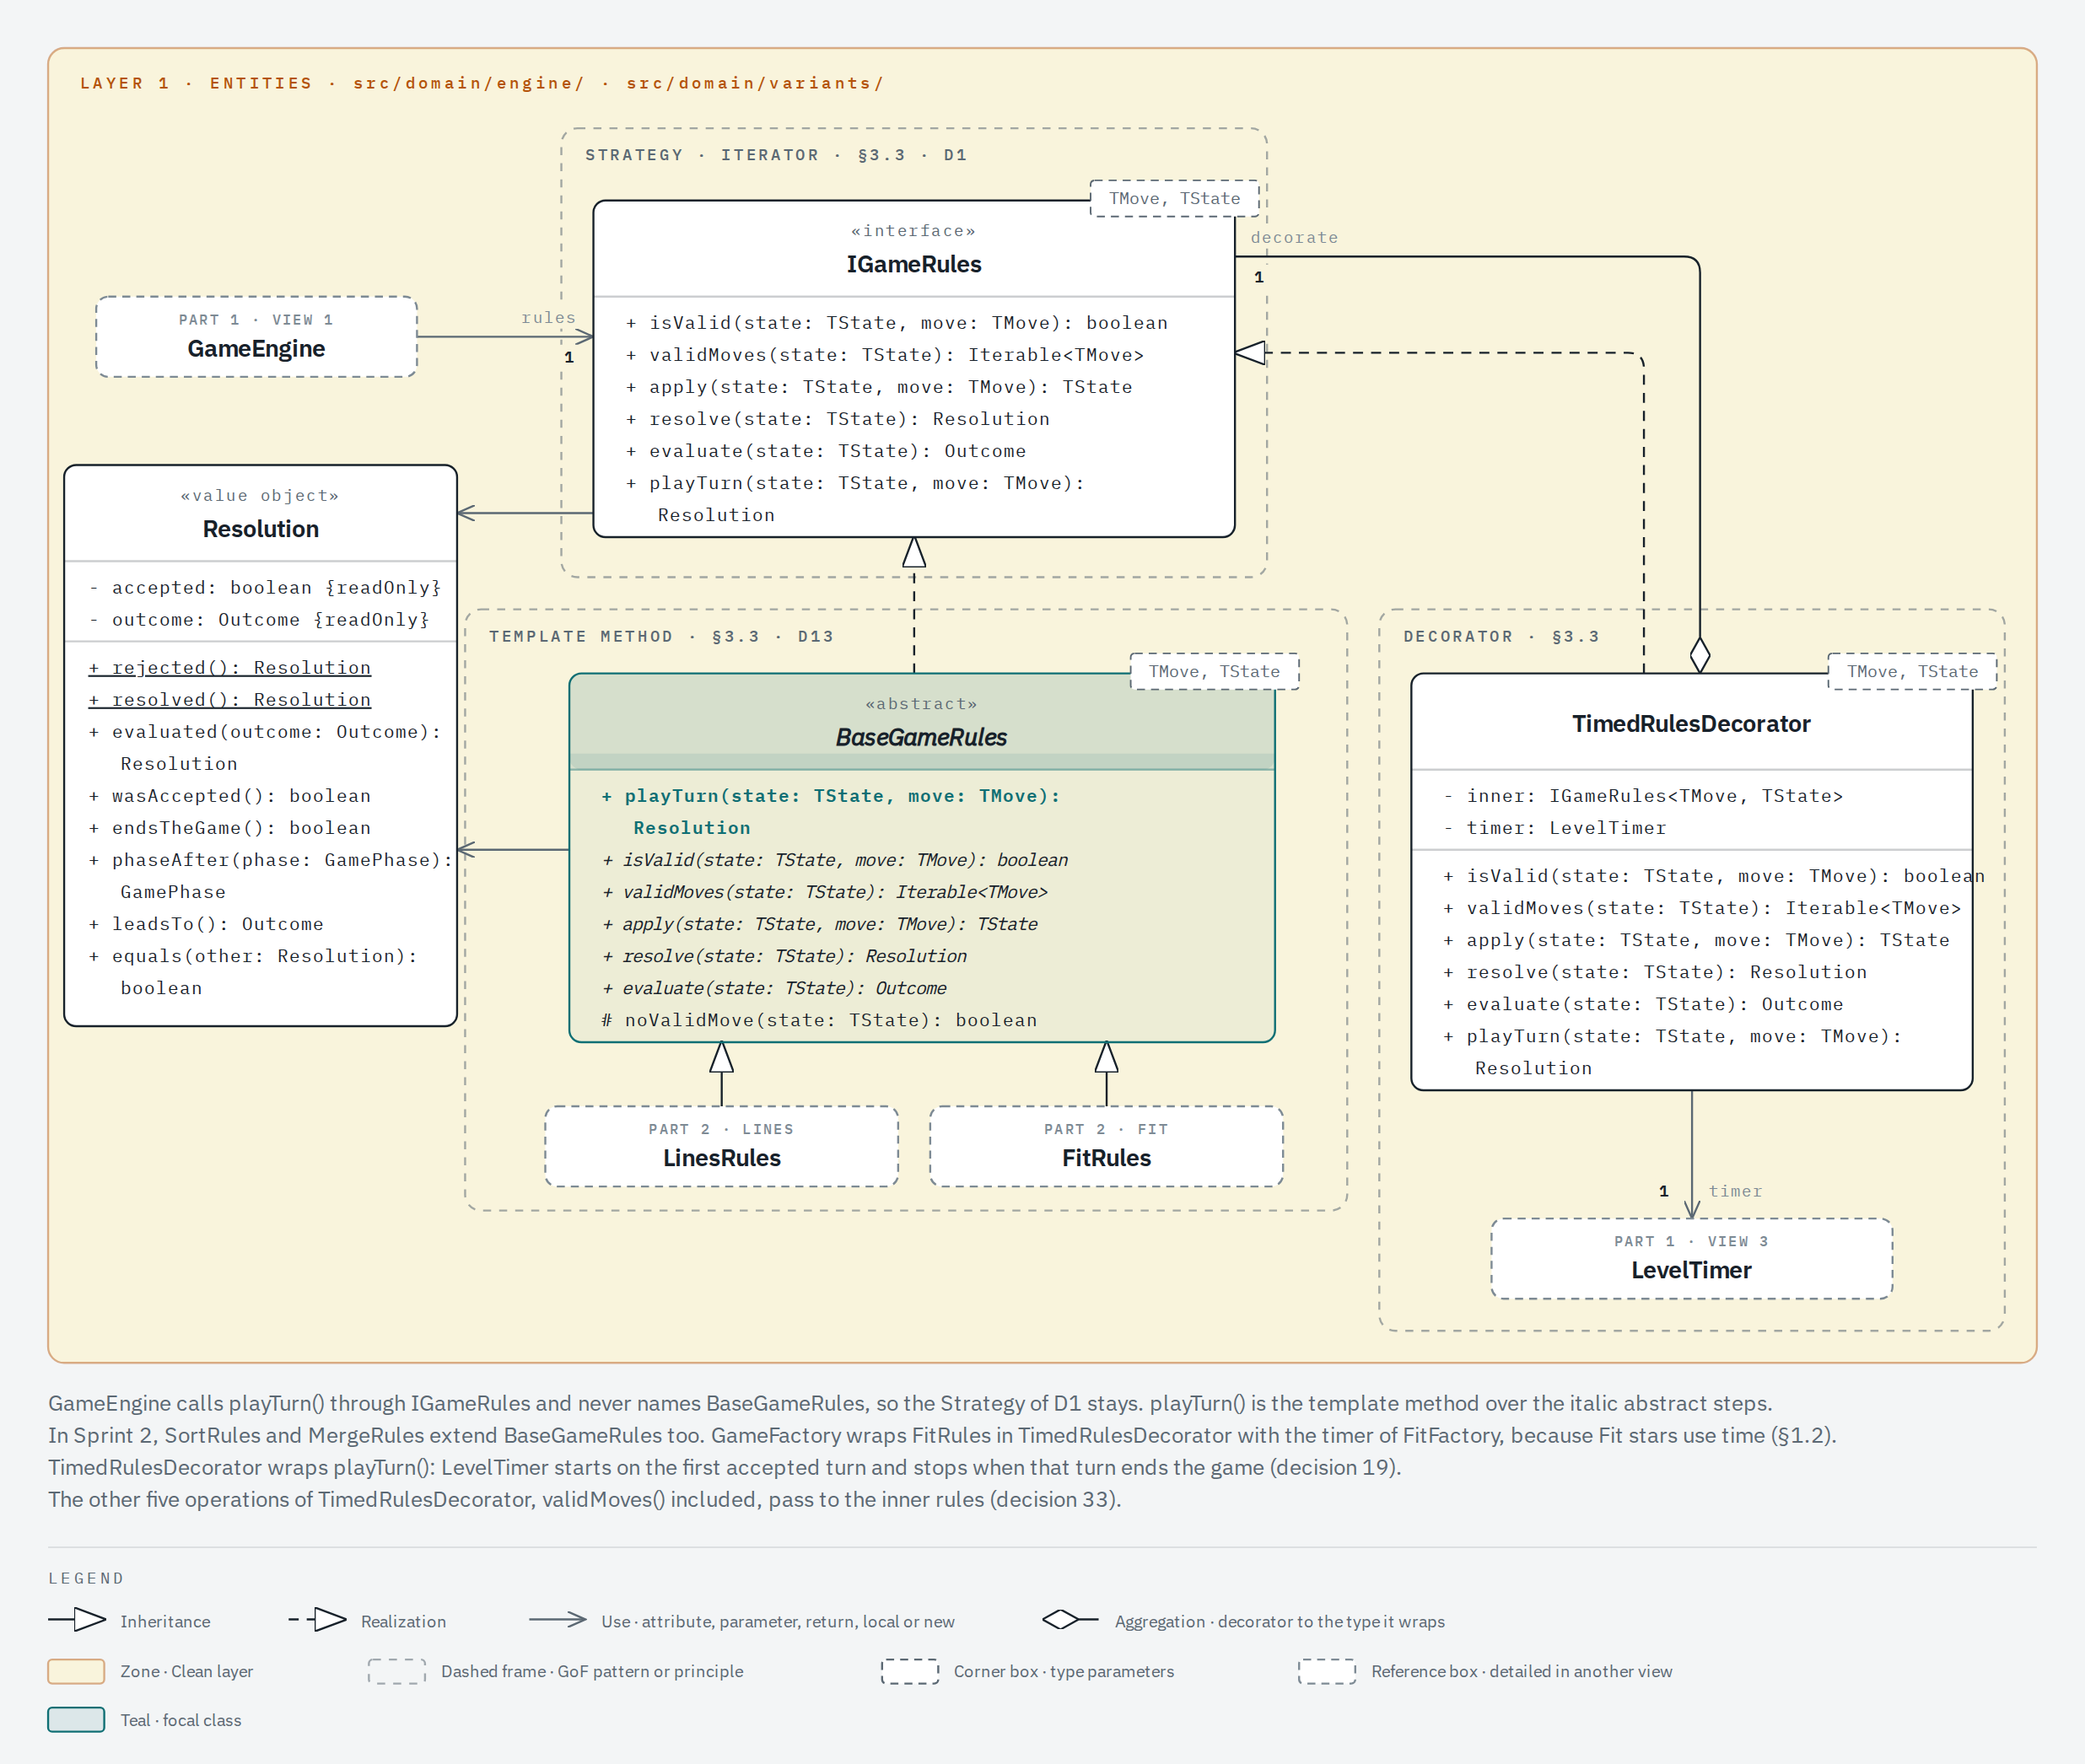 LAYER 1 · ENTITIES · src/domain/engine/ · src/domain/variants/
STRATEGY · ITERATOR · §3.3 · D1
TMove, TState
«interface»
IGameRules
+ isValid(state: TState, move: TMove): boolean
+ validMoves(state: TState): Iterable<TMove>
+ apply(state: TState, move: TMove): TState
+ resolve(state: TState): Resolution
+ evaluate(state: TState): Outcome
+ playTurn(state: TState, move: TMove):
Resolution
decorate
1
PART 1 · VIEW 1
GameEngine
rules
1
«value object»
Resolution
- accepted: boolean {readOnly}
- outcome: Outcome {readOnly}
+ rejected(): Resolution
+ resolved(): Resolution
+ evaluated(outcome: Outcome):
Resolution
+ wasAccepted(): boolean
+ endsTheGame(): boolean
+ phaseAfter(phase: GamePhase):
GamePhase
+ leadsTo(): Outcome
+ equals(other: Resolution):
boolean
TEMPLATE METHOD · §3.3 · D13
TMove, TState
«abstract»
BaseGameRules
+ playTurn(state: TState, move: TMove):
Resolution
+ isValid(state: TState, move: TMove): boolean
+ validMoves(state: TState): Iterable<TMove>
+ apply(state: TState, move: TMove): TState
+ resolve(state: TState): Resolution
+ evaluate(state: TState): Outcome
# noValidMove(state: TState): boolean
PART 2 · LINES
LinesRules
PART 2 · FIT
FitRules
DECORATOR · §3.3
TMove, TState
TimedRulesDecorator
- inner: IGameRules<TMove, TState>
- timer: LevelTimer
+ isValid(state: TState, move: TMove): boolean
+ validMoves(state: TState): Iterable<TMove>
+ apply(state: TState, move: TMove): TState
+ resolve(state: TState): Resolution
+ evaluate(state: TState): Outcome
+ playTurn(state: TState, move: TMove):
Resolution
1
timer
PART 1 · VIEW 3
LevelTimer
GameEngine calls playTurn() through IGameRules and never names BaseGameRules, so the Strategy of D1 stays. playTurn() is the template method over the italic abstract steps.
In Sprint 2, SortRules and MergeRules extend BaseGameRules too. GameFactory wraps FitRules in TimedRulesDecorator with the timer of FitFactory, because Fit stars use time (§1.2).
TimedRulesDecorator wraps playTurn(): LevelTimer starts on the first accepted turn and stops when that turn ends the game (decision 19).
The other five operations of TimedRulesDecorator, validMoves() included, pass to the inner rules (decision 33).
LEGEND
Inheritance
Realization
Use · attribute, parameter, return, local or new
Aggregation · decorator to the type it wraps
Zone · Clean layer
Dashed frame · GoF pattern or principle
Corner box · type parameters
Reference box · detailed in another view
Teal · focal class